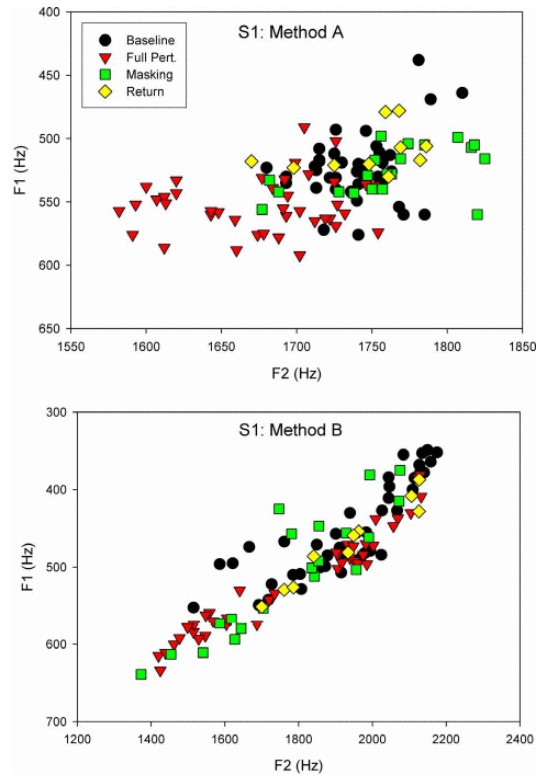 S1: Method A
Baseline
Full Pert.
Masking
Return
400
450
500
550
600
650
F1 (Hz)
1550 1600 1650 1700 1750 1800 1850
F2 (Hz)
S1: Method B
300
400
500
600
700
F1 (Hz)
1200 1400 1600 1800 2000 2200 2400
F2 (Hz)